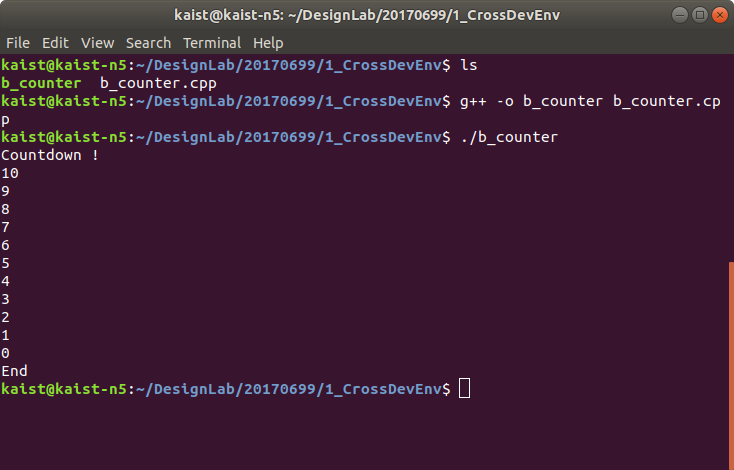 kaist@kaist-n5: ~/DesignLab/20170699/1_CrossDevEnv
File Edit View Search Terminal Help
kaist@kaist-n5:~/DesignLab/20170699/1_CrossDevEnv$ ls
b_counter  b_counter.cpp
kaist@kaist-n5:~/DesignLab/20170699/1_CrossDevEnv$ g++ -o b_counter b_counter.cp
p
kaist@kaist-n5:~/DesignLab/20170699/1_CrossDevEnv$ ./b_counter
Countdown !
10
9
8
7
6
5
4
3
2
1
0
End
kaist@kaist-n5:~/DesignLab/20170699/1_CrossDevEnv$